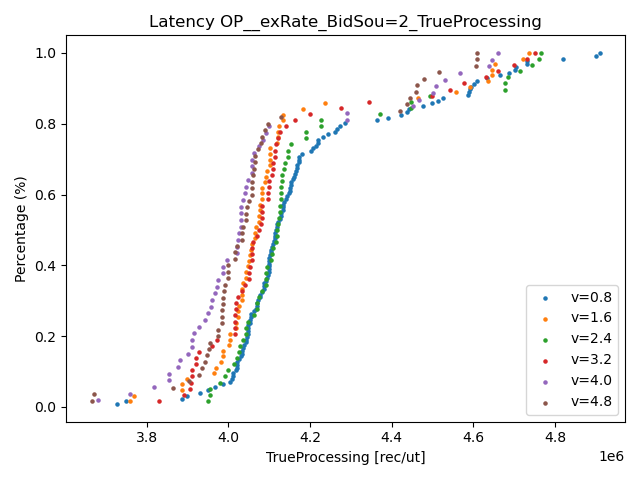 Latency OP__exRate_BidSou=2_TrueProcessing
Percentage (%)
1.0
0.8
0.6
0.4
0.2
0.0
v=0.8
v=1.6
v=2.4
v=3.2
v=4.0
v=4.8
3.8 4.0 4.2 4.4 4.6 4.8
1e6
TrueProcessing [rec/ut]